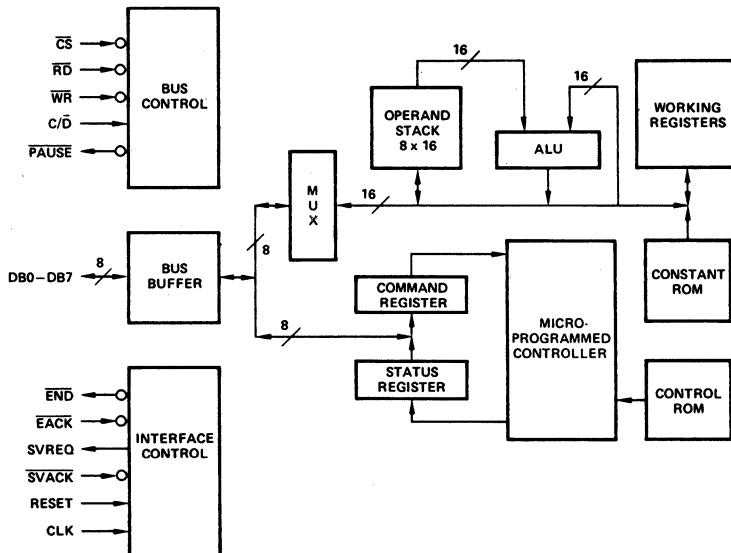 CS
RD
WR
C/D
PAUSE
BUS
CONTROL
16
16
OPERAND
STACK
8 x 16
ALU
WORKING
REGISTERS
M
U
X
16
8
DB0–DB7
8
BUS
BUFFER
8
COMMAND
REGISTER
STATUS
REGISTER
MICRO-
PROGRAMMED
CONTROLLER
CONSTANT
ROM
CONTROL
ROM
END
EACK
SVREQ
SVACK
RESET
CLK
INTERFACE
CONTROL